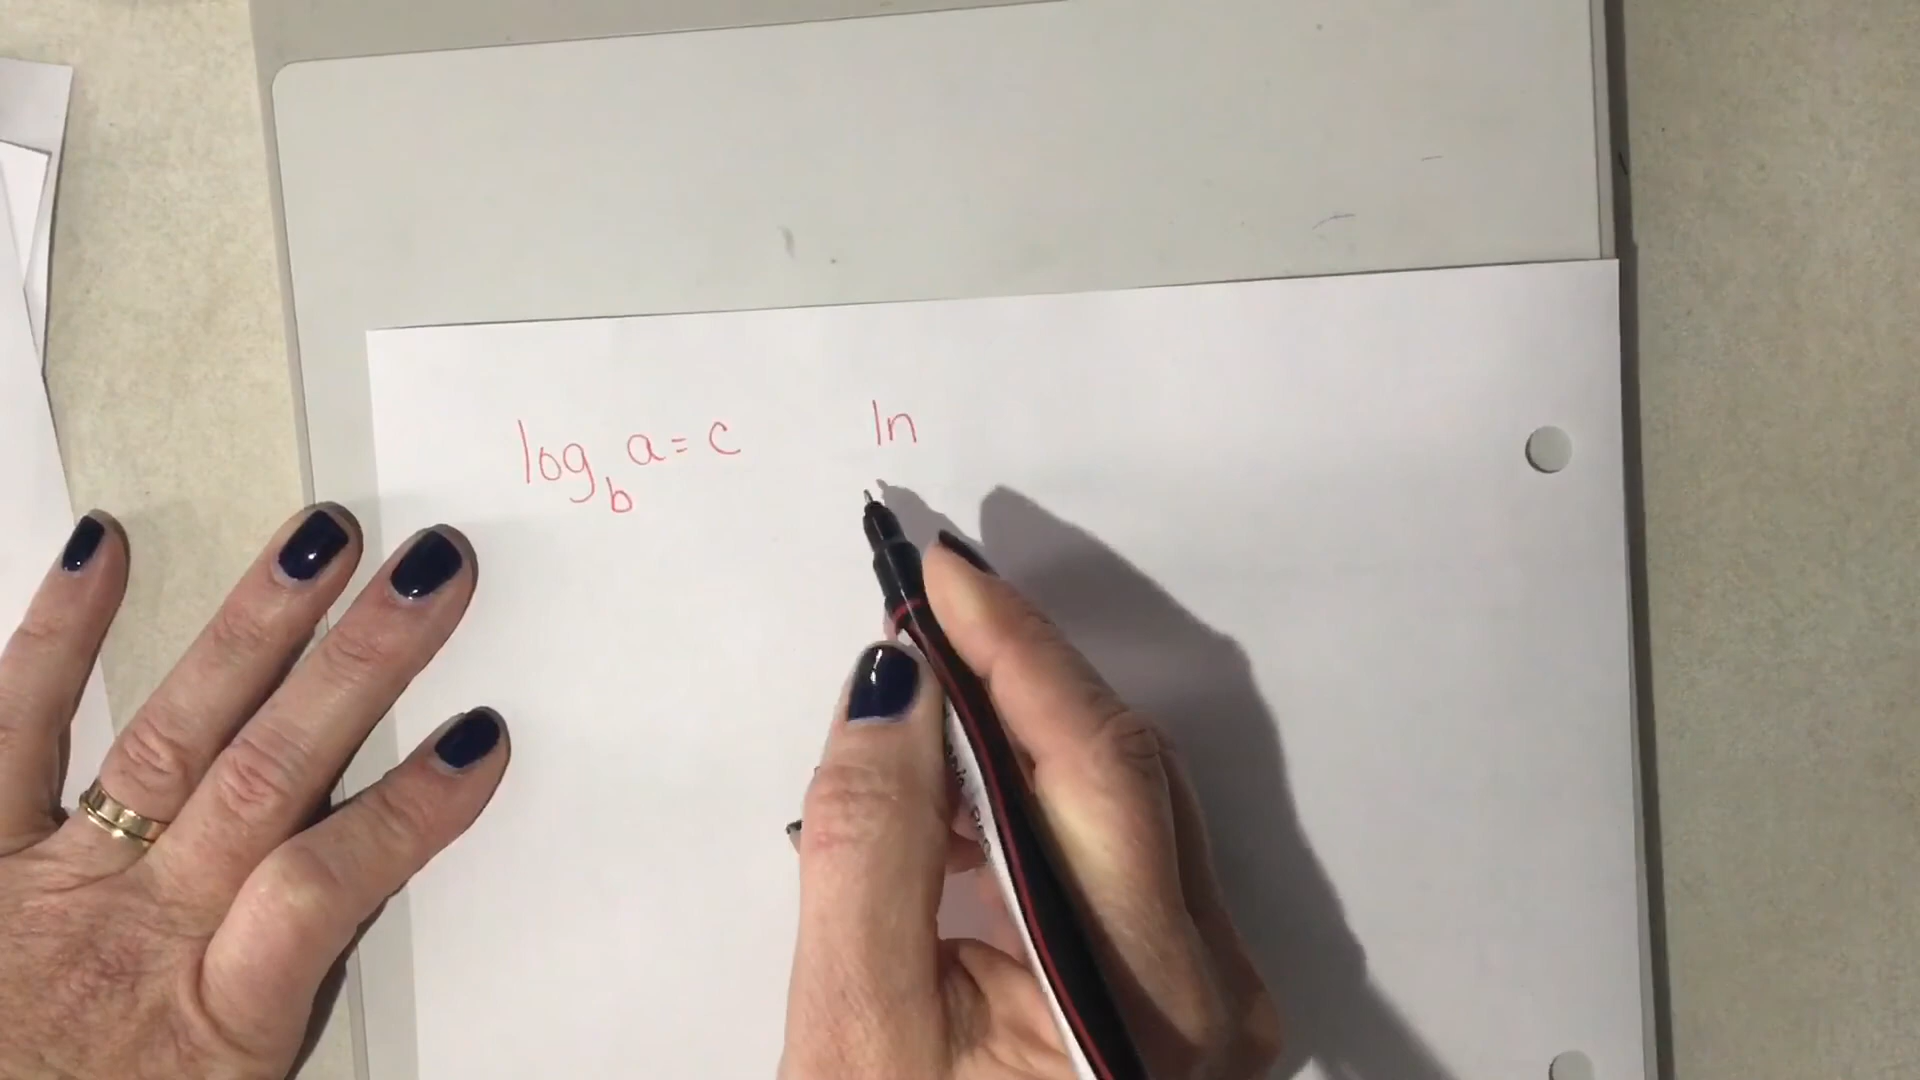 log_b a = c
ln